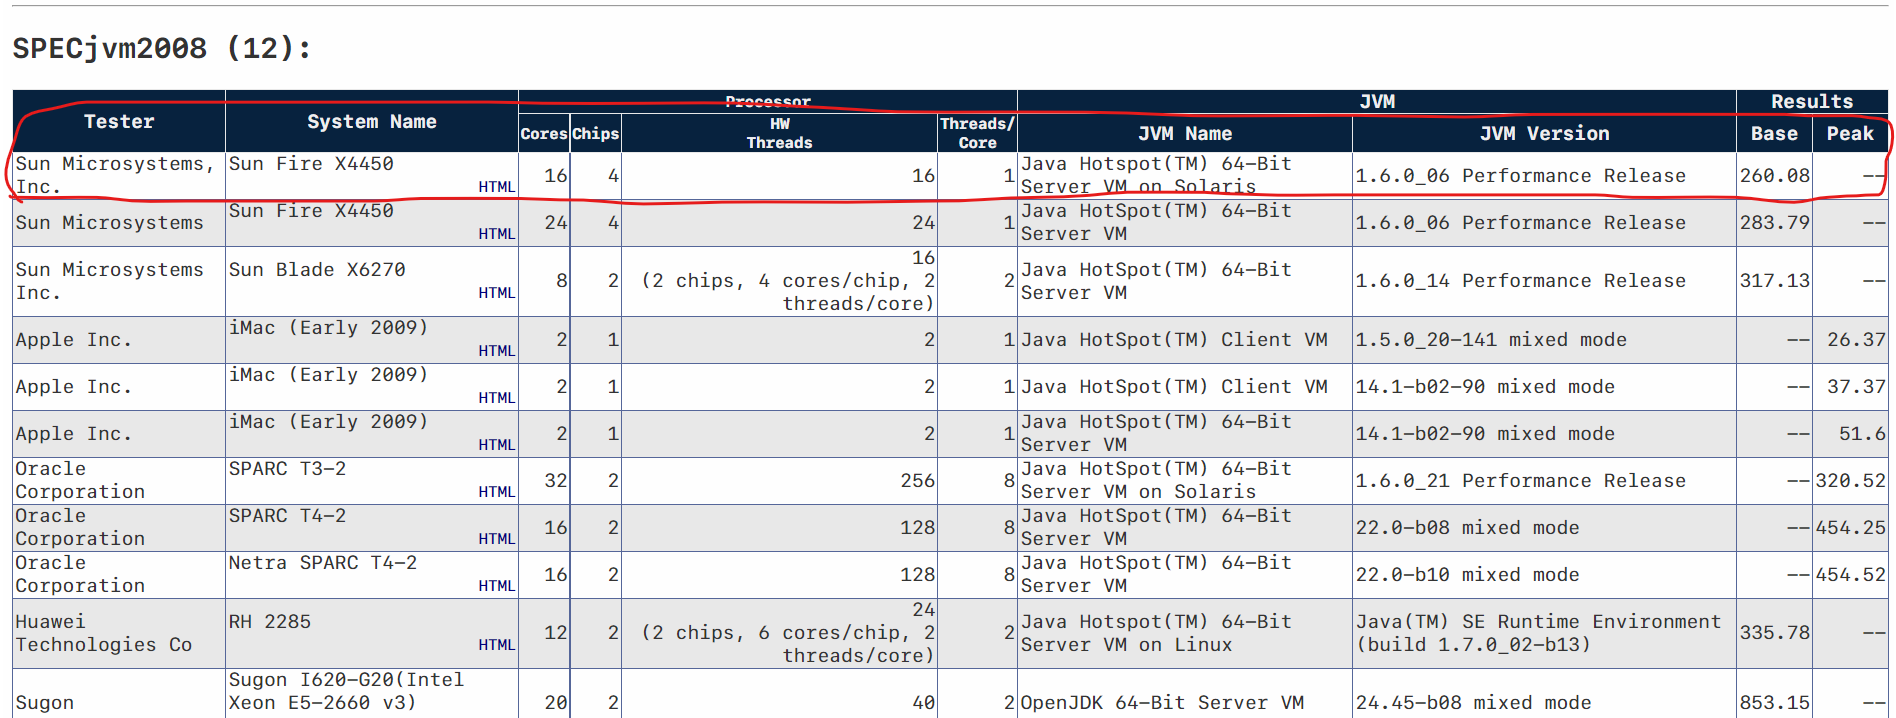 SPECjvm2008 (12):
Tester System Name Processor JVM Results
Cores Chips HW Threads Threads/Core JVM Name JVM Version Base Peak
Sun Microsystems, Inc. Sun Fire X4450 HTML 16 4 16 1 Java Hotspot(TM) 64-Bit Server VM on Solaris 1.6.0_06 Performance Release 260.08 --
Sun Microsystems Sun Fire X4450 HTML 24 4 24 1 Java HotSpot(TM) 64-Bit Server VM 1.6.0_06 Performance Release 283.79 --
Sun Microsystems Inc. Sun Blade X6270 HTML 8 2 16 (2 chips, 4 cores/chip, 2 threads/core) 2 Java HotSpot(TM) 64-Bit Server VM 1.6.0_14 Performance Release 317.13 --
Apple Inc. iMac (Early 2009) HTML 2 1 2 1 Java HotSpot(TM) Client VM 1.5.0_20-141 mixed mode -- 26.37
Apple Inc. iMac (Early 2009) HTML 2 1 2 1 Java HotSpot(TM) Client VM 14.1-b02-90 mixed mode -- 37.37
Apple Inc. iMac (Early 2009) HTML 2 1 2 1 Java HotSpot(TM) 64-Bit Server VM 14.1-b02-90 mixed mode -- 51.6
Oracle Corporation SPARC T3-2 HTML 32 2 256 8 Java HotSpot(TM) 64-Bit Server VM on Solaris 1.6.0_21 Performance Release -- 320.52
Oracle Corporation SPARC T4-2 HTML 16 2 128 8 Java HotSpot(TM) 64-Bit Server VM 22.0-b08 mixed mode -- 454.25
Oracle Corporation Netra SPARC T4-2 HTML 16 2 128 8 Java HotSpot(TM) 64-Bit Server VM 22.0-b10 mixed mode -- 454.52
Huawei Technologies Co RH 2285 HTML 12 2 24 (2 chips, 6 cores/chip, 2 threads/core) 2 Java Hotspot(TM) 64-Bit Server VM on Linux Java(TM) SE Runtime Environment (build 1.7.0_02-b13) 335.78 --
Sugon Sugon I620-G20(Intel Xeon E5-2660 v3) 20 2 40 2 OpenJDK 64-Bit Server VM 24.45-b08 mixed mode 853.15 --